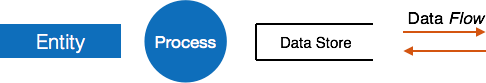 Entity
Process
Data Store
Data Flow